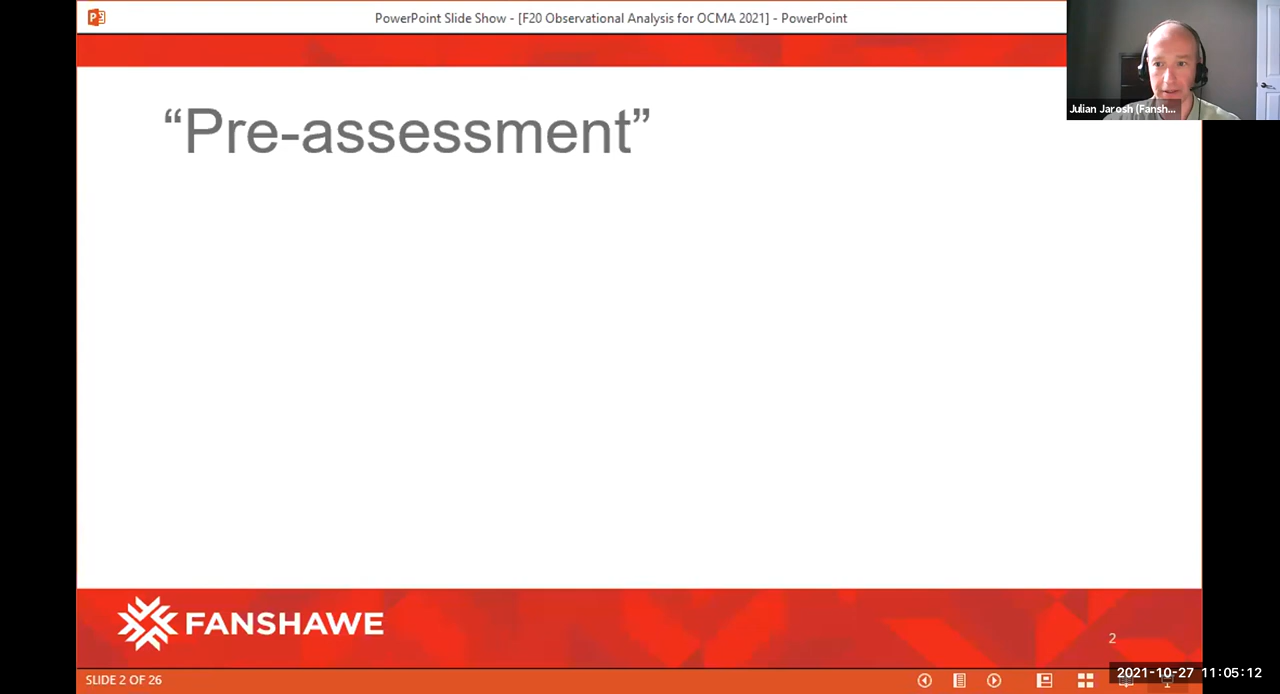 PowerPoint Slide Show - [F20 Observational Analysis for OCMA 2021] - PowerPoint
Julian Jarosh (Fansh...
“Pre-assessment”
FANSHAWE
2
2021-10-27 11:05:12
SLIDE 2 OF 26